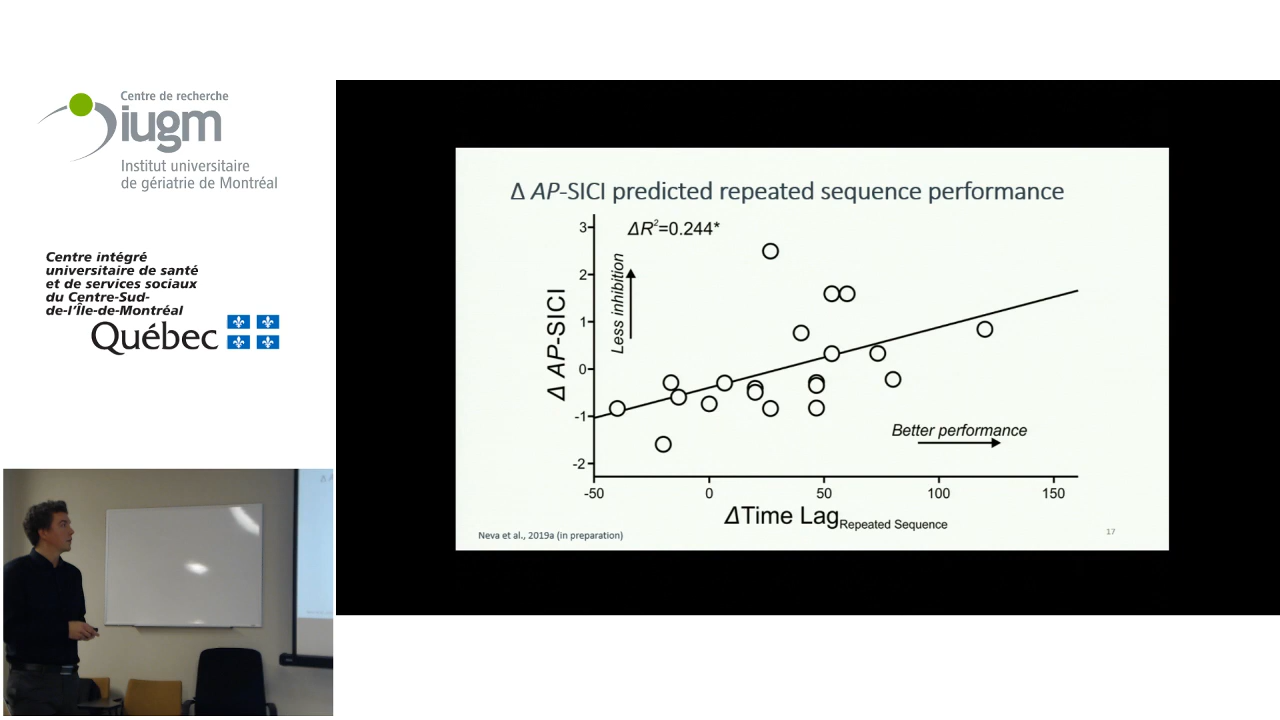 Centre de recherche
iugm
Institut universitaire
de gériatrie de Montréal
Centre intégré
universitaire de santé
et de services sociaux
du Centre-Sud-
de-l'Île-de-Montréal
Québec
Δ AP-SICI predicted repeated sequence performance
ΔR²=0.244*
3
2
1
0
-1
-2
Δ AP-SICI
Less inhibition
Better performance
-50 0 50 100 150
ΔTime Lag Repeated Sequence
Neva et al., 2019a (in preparation)
17